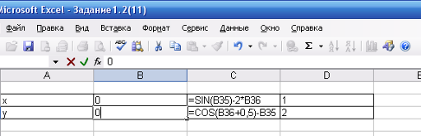 Microsoft Excel - Задание1, 2(11)
Файл Правка Вид Вставка Формат Сервис Данные Окно Справка
0
A B C D
x 0 =SIN(B35)-2*B36 1
y 0 =COS(B36+0,5)-B35 2